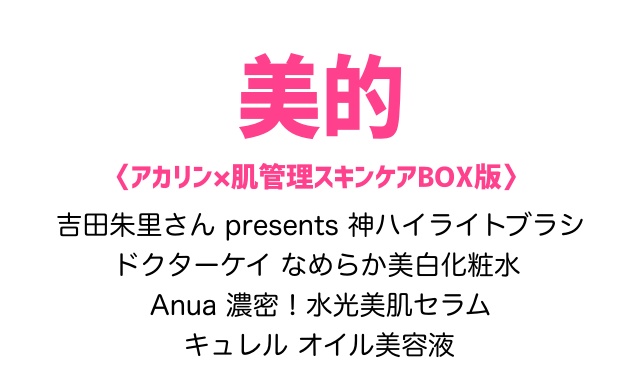 美的
〈アカリン×肌管理スキンケアBOX版〉
吉田朱里さん presents 神ハイライトブラシ
ドクターケイ なめらか美白化粧水
Anua 濃密！水光美肌セラム
キュレル オイル美容液